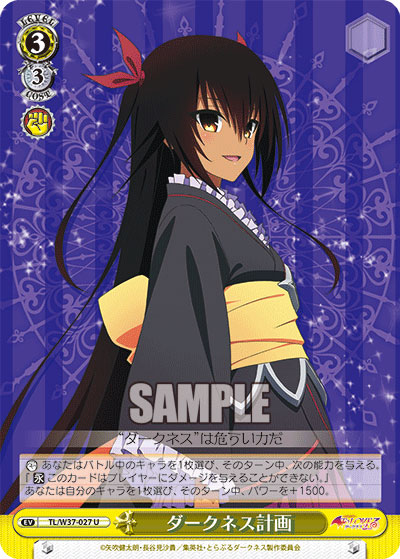 LEVEL
3
3
COST
SAMPLE
“ダークネス”は危うい力だ
あなたはバトル中のキャラを1枚選び、そのターン中、次の能力を与える。
『永 このカードはプレイヤーにダメージを与えることができない。』
あなたは自分のキャラを1枚選び、そのターン中、パワーを+1500。
EV TL/W37-027 U ダークネス計画
©矢吹健太朗・長谷見沙貴/集英社・とらぶるダークネス製作委員会